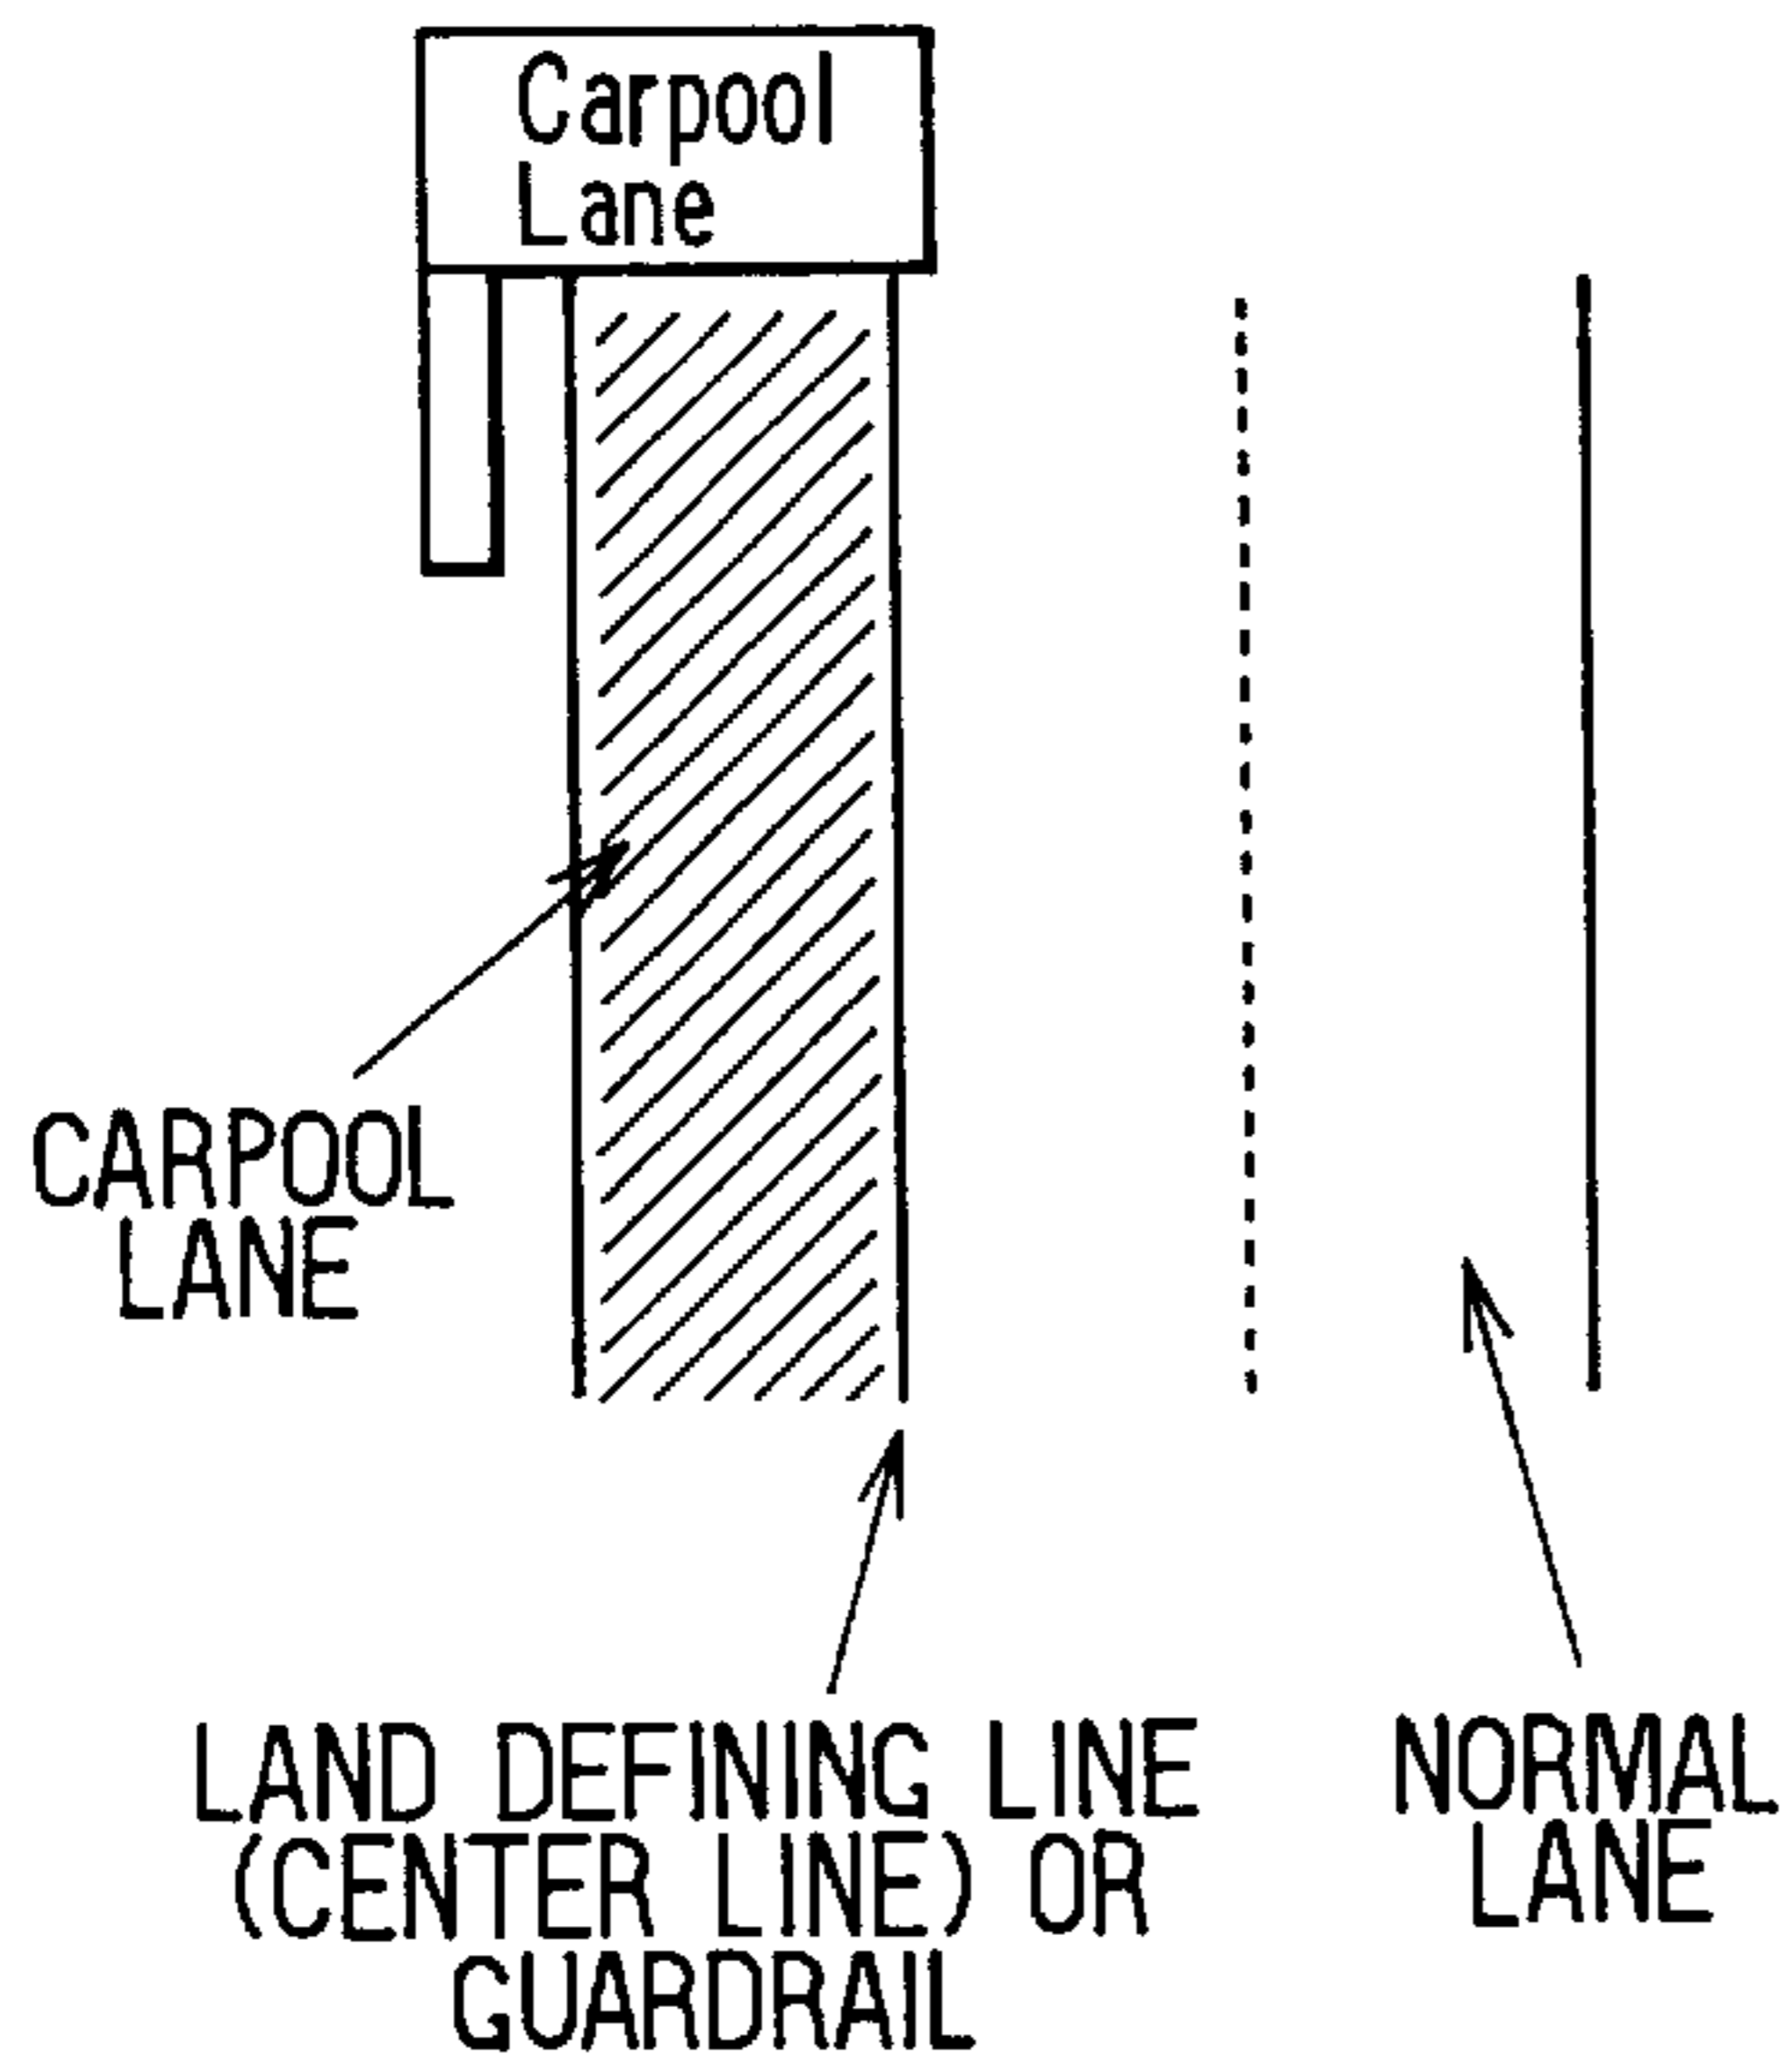 Carpool
Lane
CARPOOL
LANE
LAND DEFINING LINE
(CENTER LINE) OR
GUARDRAIL
NORMAL
LANE